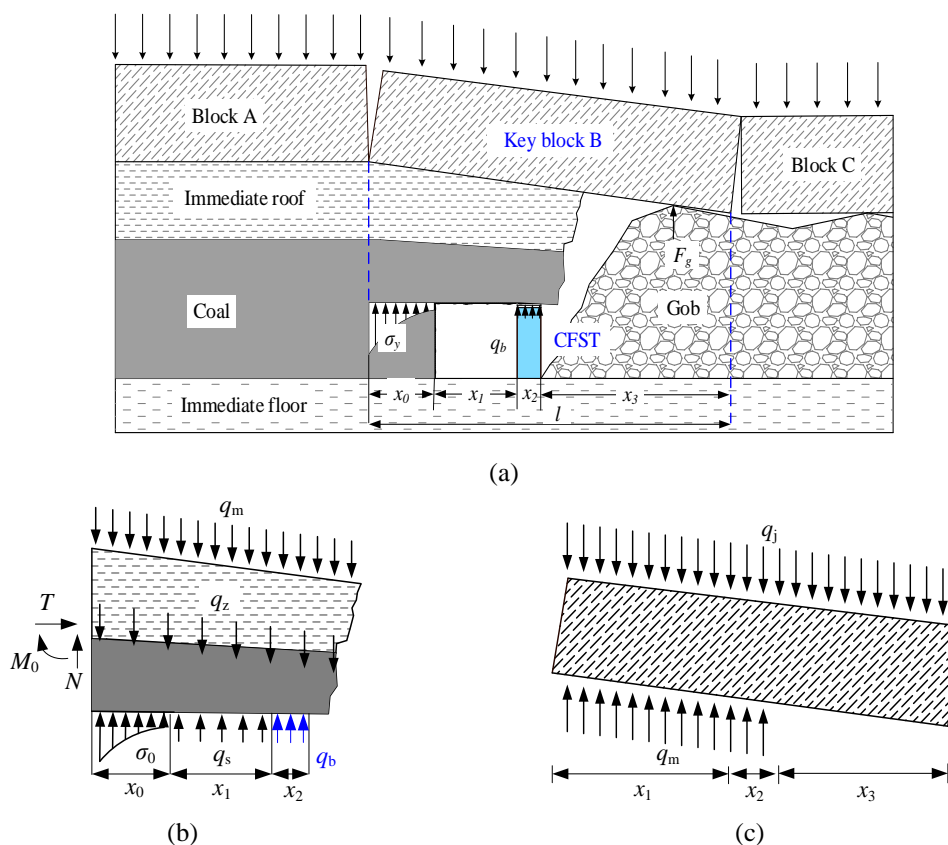 Block A
Key block B
Block C
Immediate roof
F_g
Coal
σ_y
q_b
CFST
Gob
x_0
x_1
x_2
x_3
Immediate floor
l
(a)
q_m
q_j
q_z
T
M_0
N
σ_0
q_s
q_b
q_m
x_0
x_1
x_2
x_1
x_2
x_3
(b)
(c)